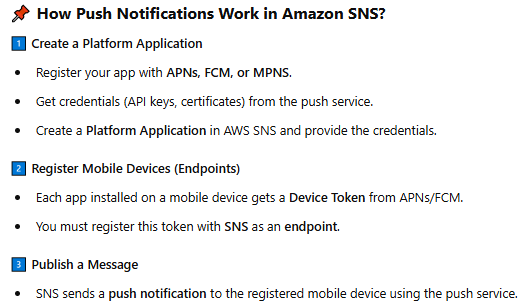 📌 How Push Notifications Work in Amazon SNS?
1️⃣ Create a Platform Application
• Register your app with APNs, FCM, or MPNS.
• Get credentials (API keys, certificates) from the push service.
• Create a Platform Application in AWS SNS and provide the credentials.
2️⃣ Register Mobile Devices (Endpoints)
• Each app installed on a mobile device gets a Device Token from APNs/FCM.
• You must register this token with SNS as an endpoint.
3️⃣ Publish a Message
• SNS sends a push notification to the registered mobile device using the push service.